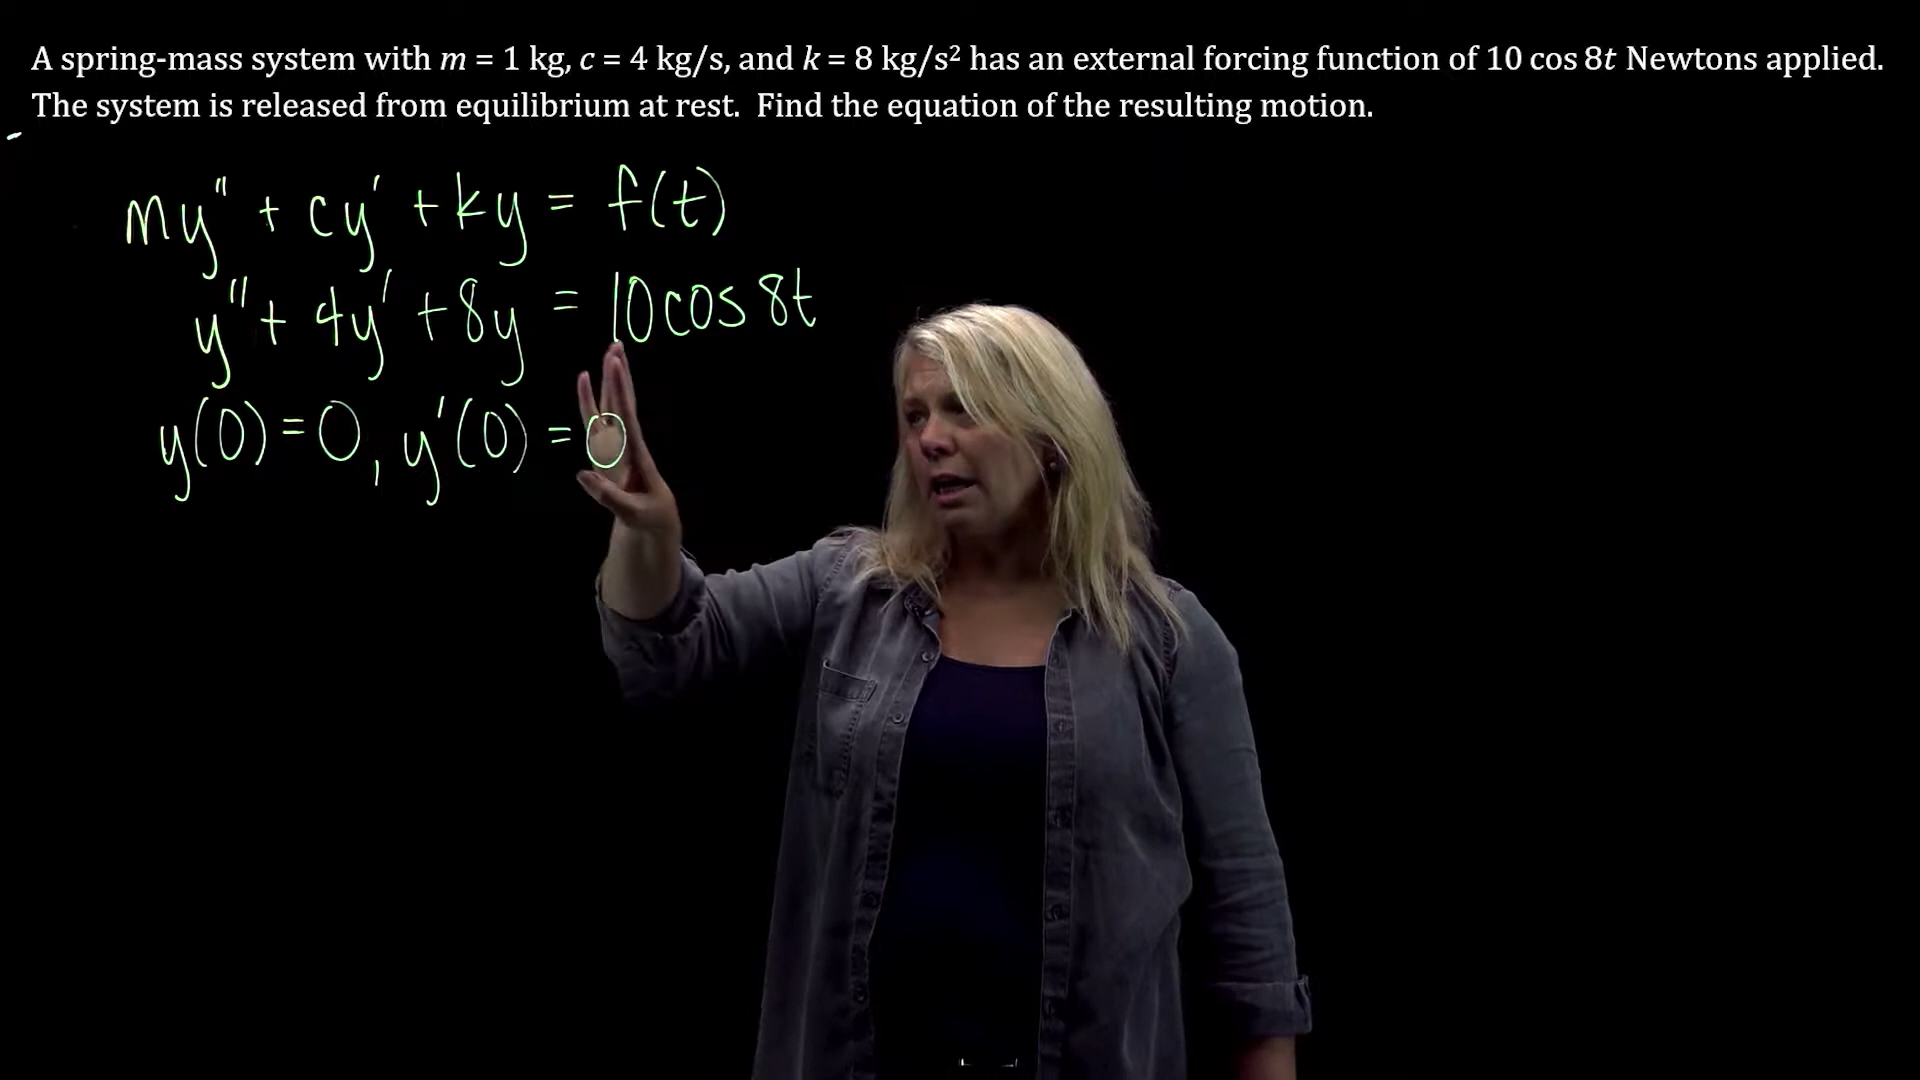 A spring-mass system with m = 1 kg, c = 4 kg/s, and k = 8 kg/s² has an external forcing function of 10 cos 8t Newtons applied.
The system is released from equilibrium at rest. Find the equation of the resulting motion.
my'' + cy' + ky = f(t)
y'' + 4y' + 8y = 10cos 8t
y(0) = 0, y'(0) = 0